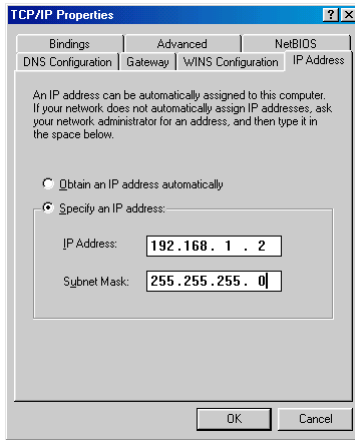 TCP/IP Properties
Bindings Advanced NetBIOS
DNS Configuration Gateway WINS Configuration IP Address
An IP address can be automatically assigned to this computer.
If your network does not automatically assign IP addresses, ask
your network administrator for an address, and then type it in
the space below.
Obtain an IP address automatically
Specify an IP address:
IP Address: 192.168. 1 . 2
Subnet Mask: 255.255.255. 0
OK Cancel